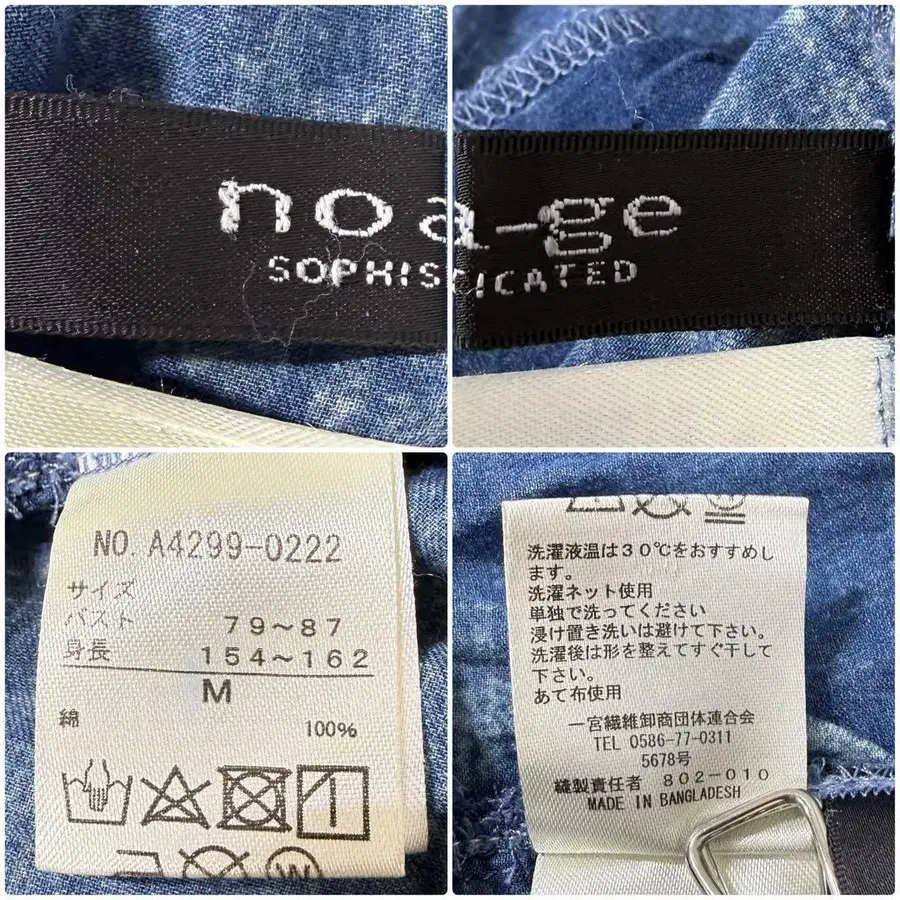 noa-ge
SOPHISTICATED
NO. A4299-0222
サイズ
バスト 79～87
身長 154～162
M
綿 100%
W
洗濯液温は30℃をおすすめし
ます。
洗濯ネット使用
単独で洗ってください
浸け置き洗いは避けて下さい。
洗濯後は形を整えてすぐ干して
下さい。
あて布使用
一宮繊維卸商団体連合会
TEL 0586-77-0311
5678号
縫製責任者 802-010
MADE IN BANGLADESH